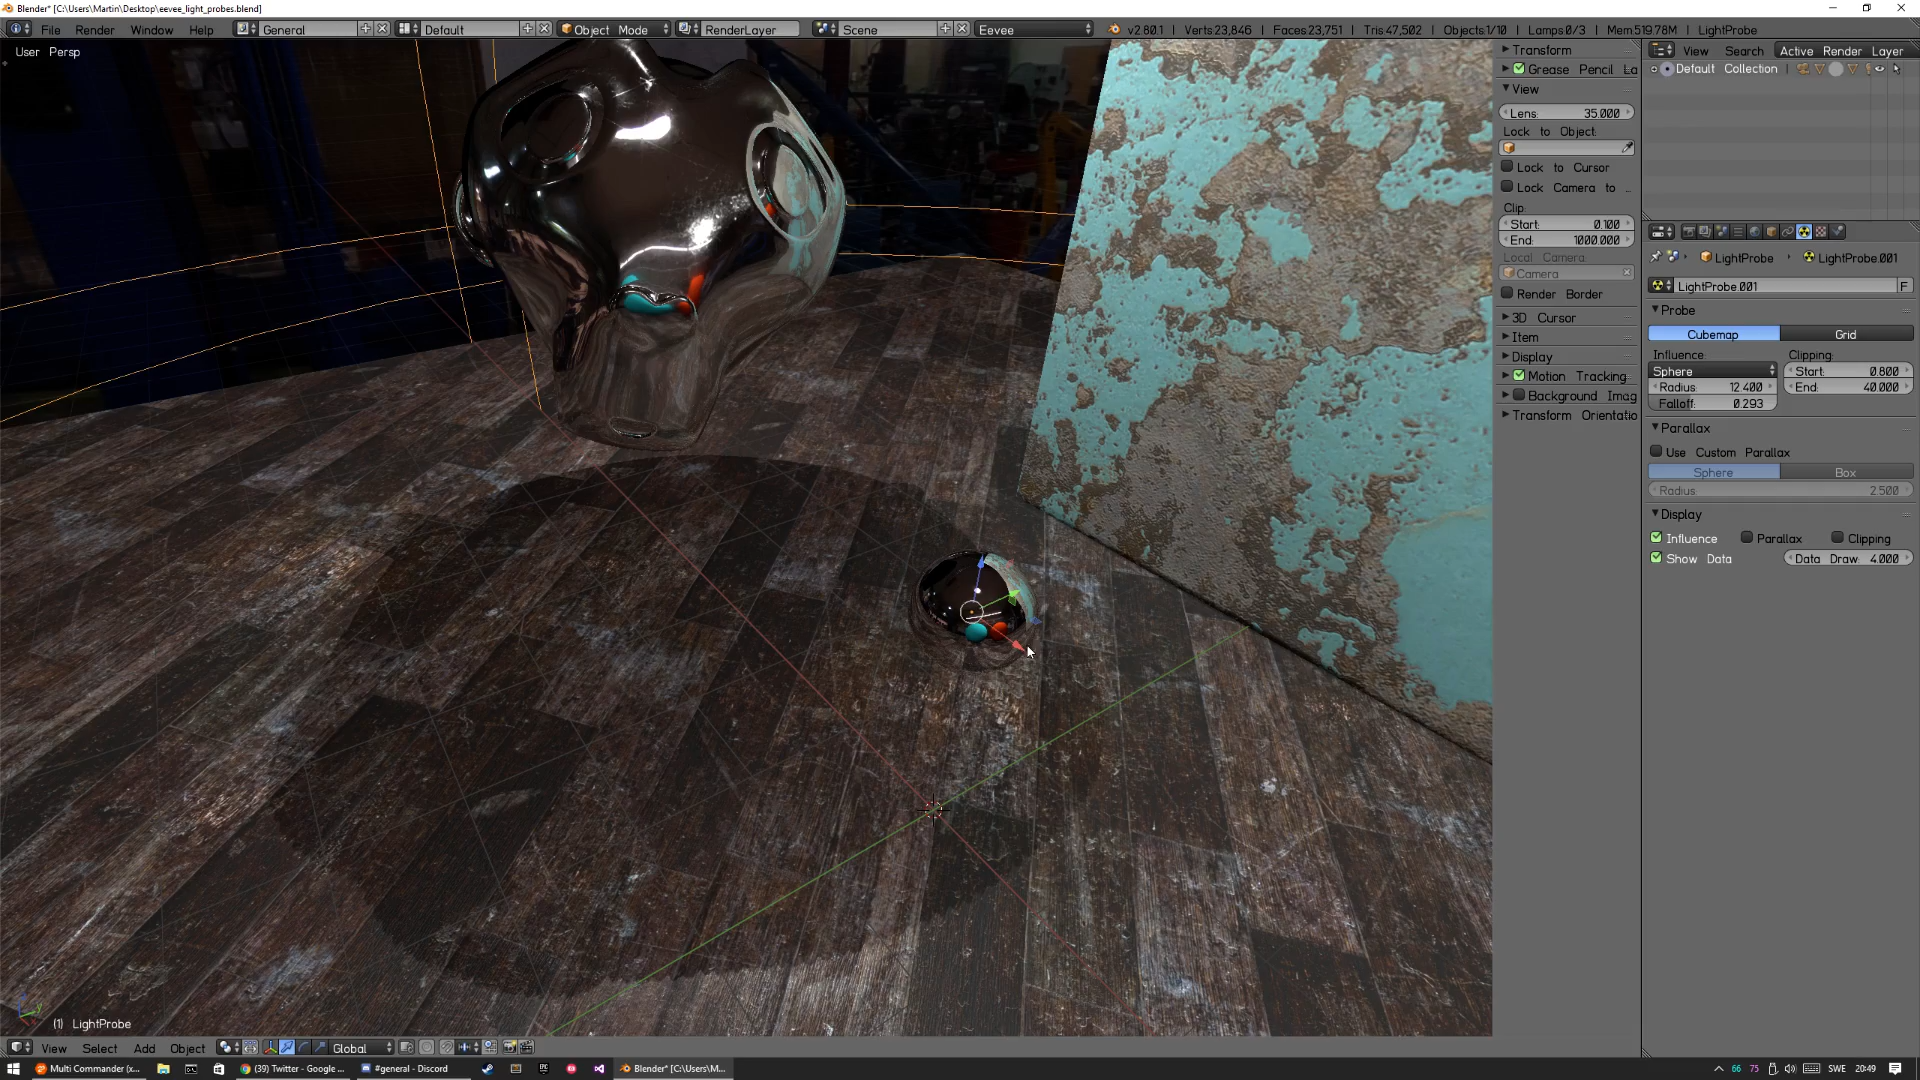 Blender* [C:\Users\Martin\Desktop\eevee_light_probes.blend]
File Render Window Help General Default Object Mode RenderLayer Scene Eevee v2.80.1 | Verts:23,846 | Faces:23,751 | Tris:47,502 | Objects:1/10 | Lamps:0/3 | Mem:519.78M | LightProbe
User Persp
Transform
Grease Pencil La
View
Lens: 35.000
Lock to Object:
Lock to Cursor
Lock Camera to ..
Clip:
Start: 0.100
End: 1000.000
Local Camera:
Camera
Render Border
3D Cursor
Item
Display
Motion Tracking
Background Imag
Transform Orientatio
View Search Active Render Layer
Default Collection
LightProbe LightProbe.001
LightProbe.001 F
Probe
Cubemap Grid
Influence: Clipping:
Sphere Start: 0.800
Radius: 12.400 End: 40.000
Falloff: 0.293
Parallax
Use Custom Parallax
Sphere Box
Radius: 2.500
Display
Influence Parallax Clipping
Show Data Data Draw: 4.000
(1) LightProbe
View Select Add Object Global
Multi Commander (x... (39) Twitter - Google ... #general - Discord Blender* [C:\Users\M... 66 75 SWE 20:49